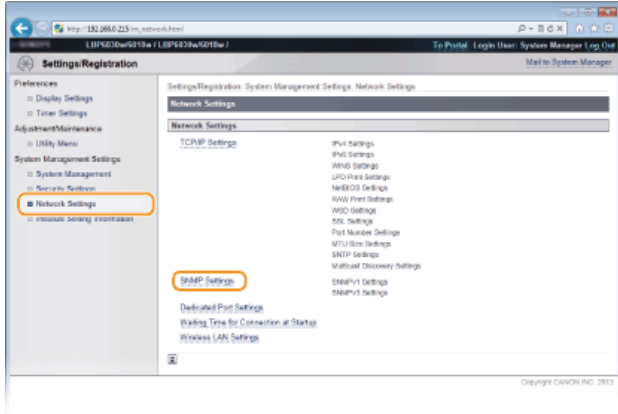 http://192.168.0.215/m_network.html
LBP6030w/6018w / LBP6030w/6018w /
To Portal Login User: System Manager Log Out
Settings/Registration
Mail to System Manager
Preferences
Display Settings
Timer Settings
Adjustment/Maintenance
Utility Menu
System Management Settings
System Management
Security Settings
Network Settings
Initialize Setting Information
Settings/Registration: System Management Settings: Network Settings
Network Settings
Network Settings
TCP/IP Settings
IPv4 Settings
IPv6 Settings
WINS Settings
LPD Print Settings
NetBIOS Settings
RAW Print Settings
WSD Settings
SSL Settings
Port Number Settings
MTU Size Settings
SNTP Settings
Multicast Discovery Settings
SNMP Settings
SNMPv1 Settings
SNMPv3 Settings
Dedicated Port Settings
Waiting Time for Connection at Startup
Wireless LAN Settings
Copyright CANON INC. 2013